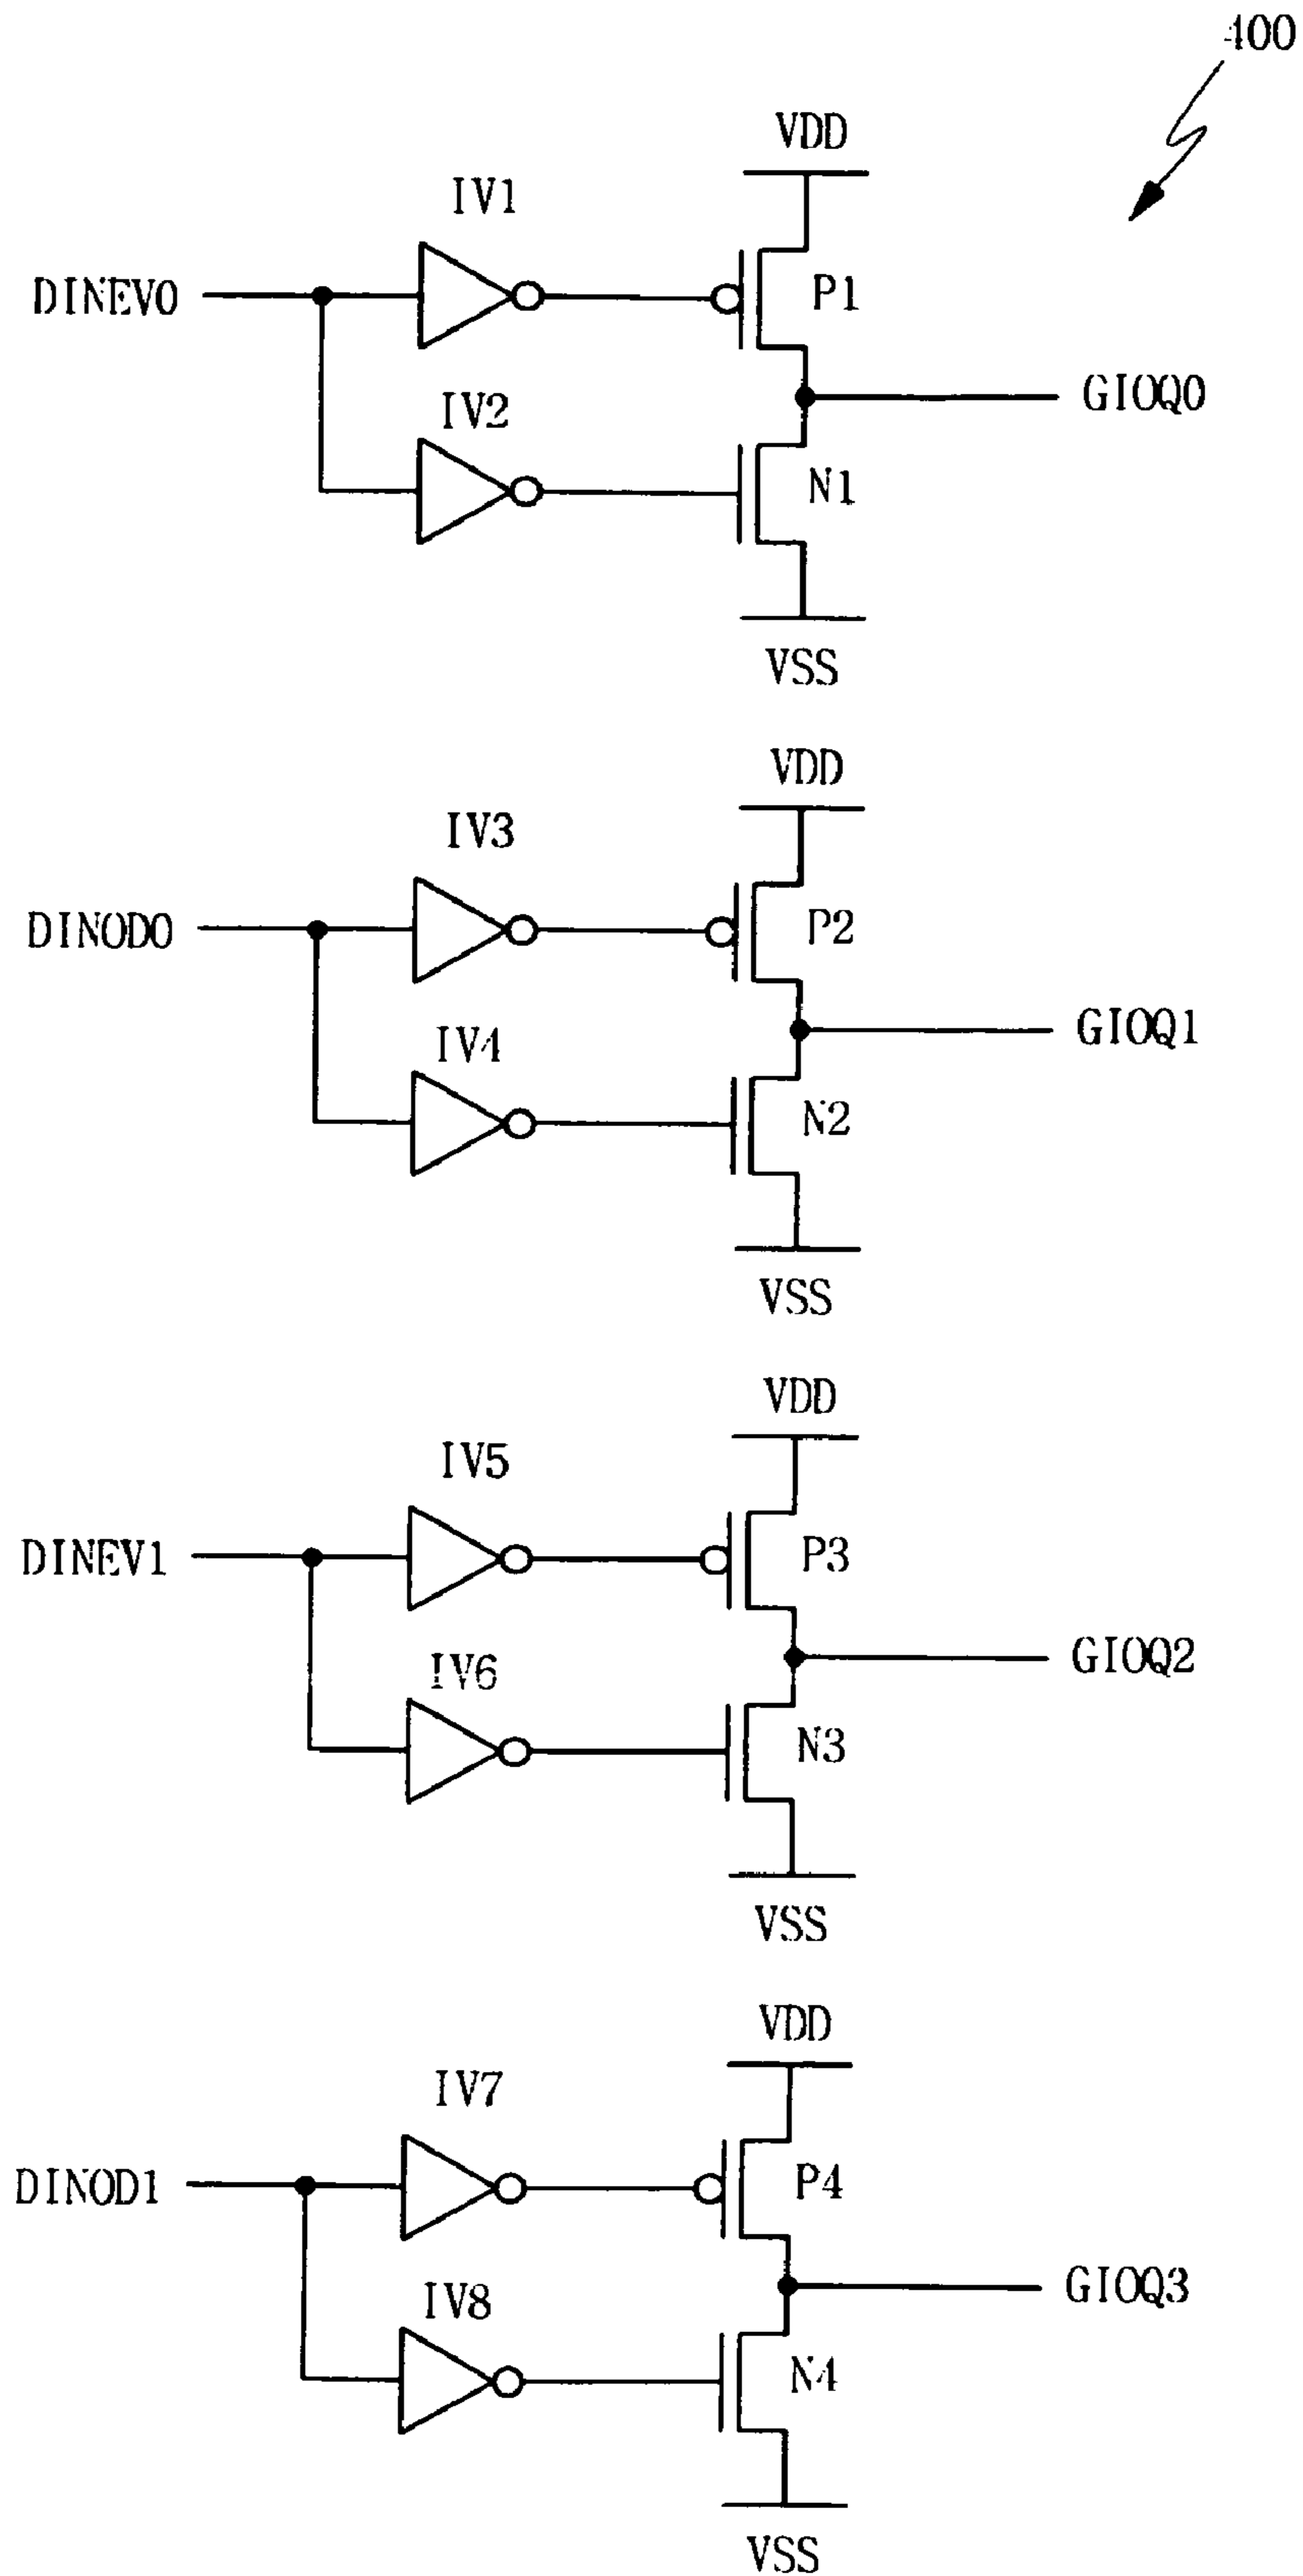 400
VDD
IV1
DINEV0
P1
GIOQ0
IV2
N1
VSS
VDD
IV3
DINOD0
P2
GIOQ1
IV4
N2
VSS
VDD
IV5
DINEV1
P3
GIOQ2
IV6
N3
VSS
VDD
IV7
DINOD1
P4
GIOQ3
IV8
N4
VSS